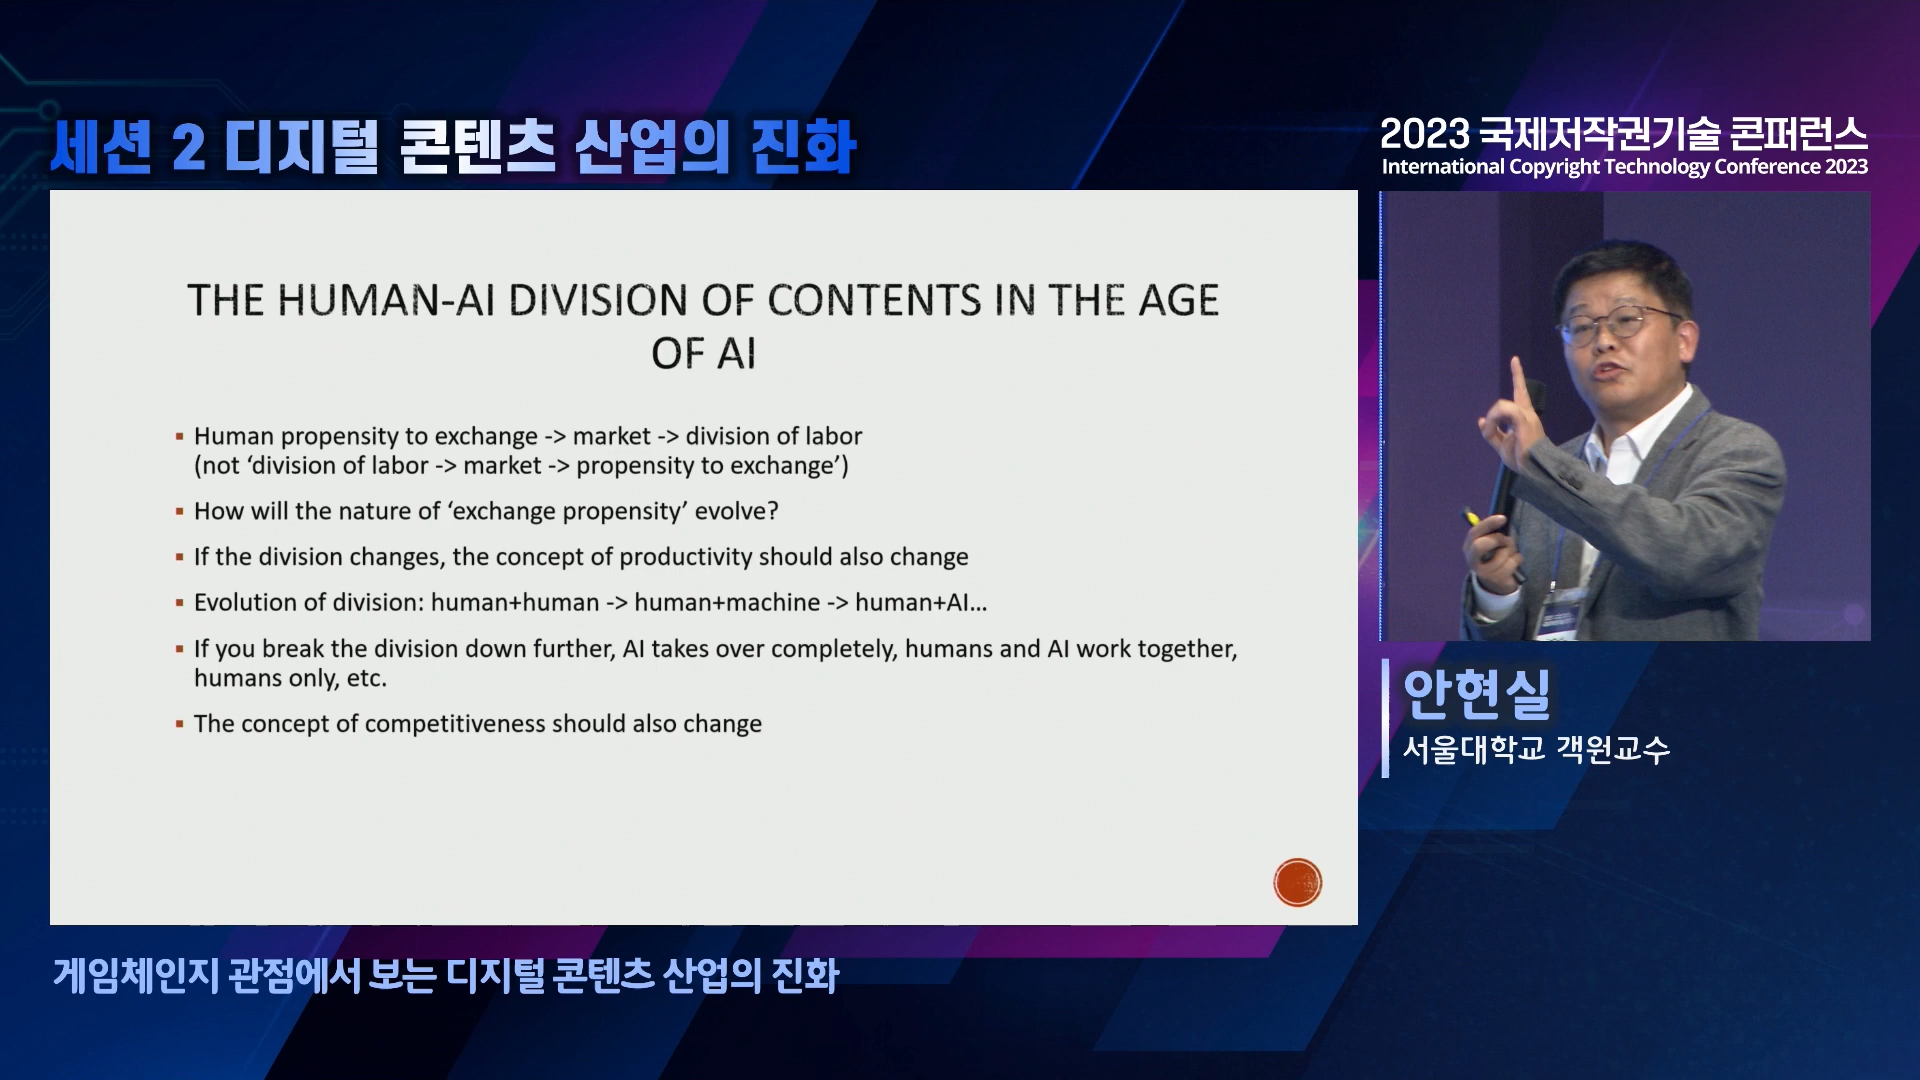 세션 2 디지털 콘텐츠 산업의 진화
2023 국제저작권기술 콘퍼런스
International Copyright Technology Conference 2023
THE HUMAN-AI DIVISION OF CONTENTS IN THE AGE
OF AI
▪ Human propensity to exchange -> market -> division of labor
(not ‘division of labor -> market -> propensity to exchange’)
▪ How will the nature of ‘exchange propensity’ evolve?
▪ If the division changes, the concept of productivity should also change
▪ Evolution of division: human+human -> human+machine -> human+AI...
▪ If you break the division down further, AI takes over completely, humans and AI work together,
humans only, etc.
▪ The concept of competitiveness should also change
안현실
서울대학교 객원교수
게임체인지 관점에서 보는 디지털 콘텐츠 산업의 진화